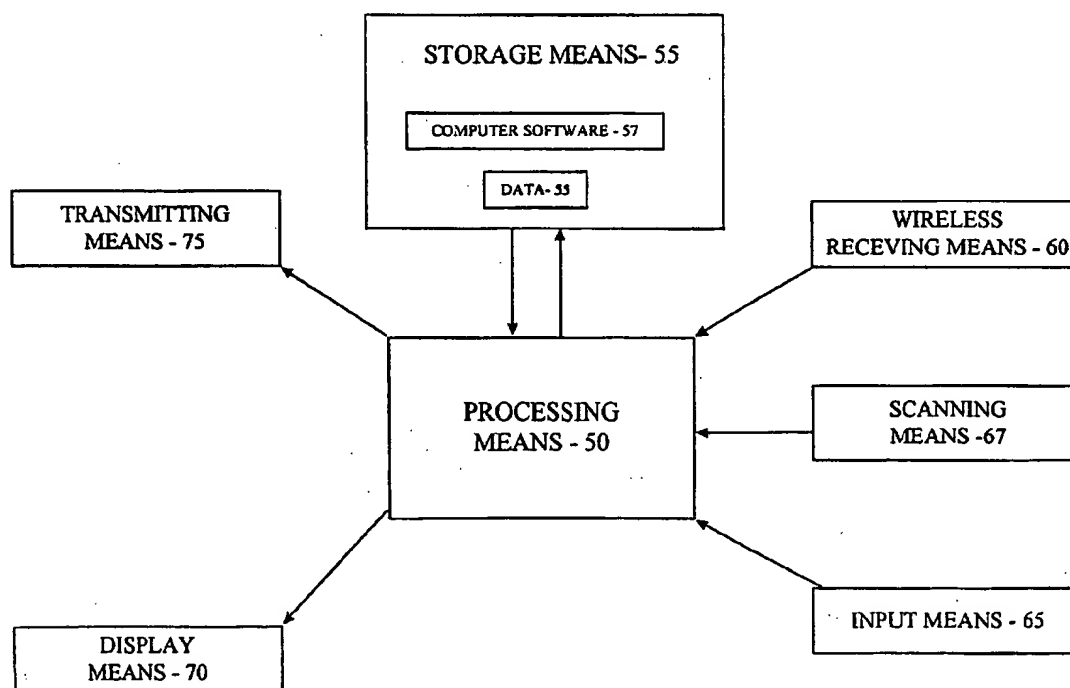 STORAGE MEANS- 55
COMPUTER SOFTWARE - 57
DATA- 55
TRANSMITTING
MEANS - 75
WIRELESS
RECEVING MEANS - 60
PROCESSING
MEANS - 50
SCANNING
MEANS -67
DISPLAY
MEANS - 70
INPUT MEANS - 65